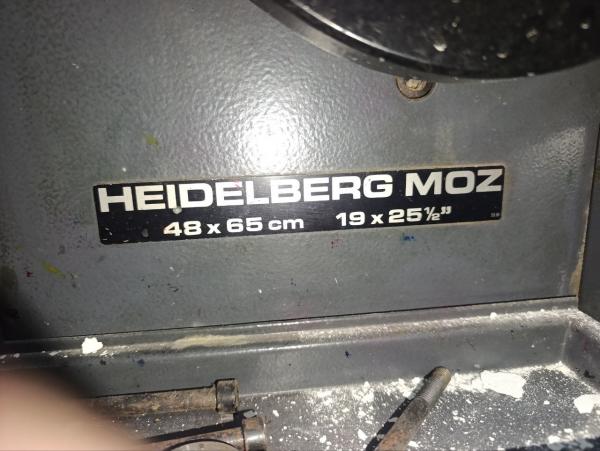 HEIDELBERG MOZ
48 x 65 cm 19 x 25½"